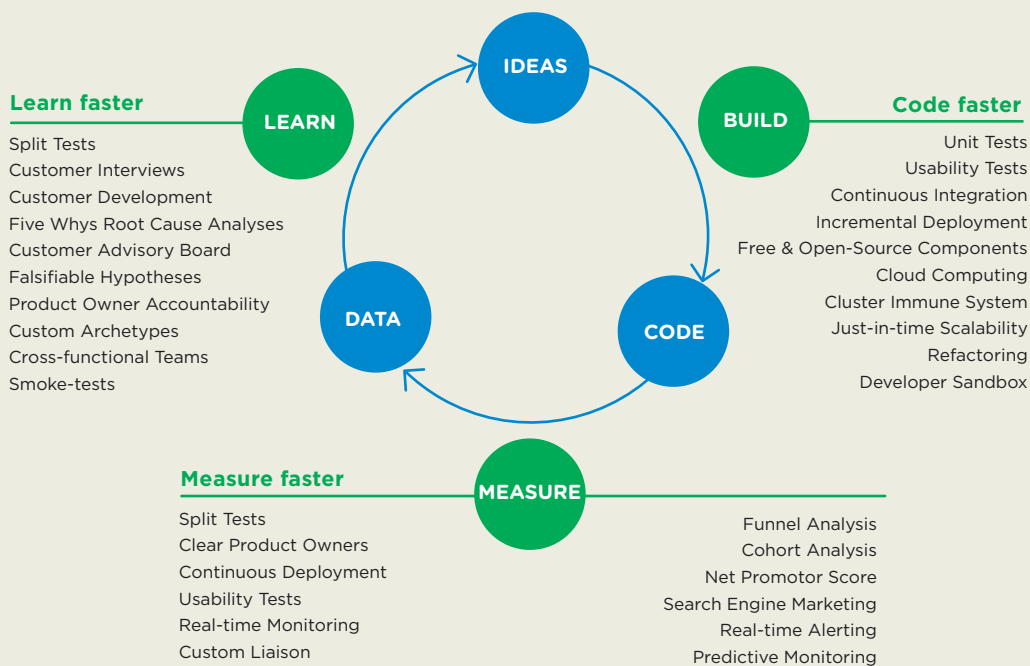 IDEAS
LEARN
BUILD
DATA
CODE
MEASURE
Learn faster
Split Tests
Customer Interviews
Customer Development
Five Whys Root Cause Analyses
Customer Advisory Board
Falsifiable Hypotheses
Product Owner Accountability
Custom Archetypes
Cross-functional Teams
Smoke-tests
Code faster
Unit Tests
Usability Tests
Continuous Integration
Incremental Deployment
Free & Open-Source Components
Cloud Computing
Cluster Immune System
Just-in-time Scalability
Refactoring
Developer Sandbox
Measure faster
Split Tests
Clear Product Owners
Continuous Deployment
Usability Tests
Real-time Monitoring
Custom Liaison
Funnel Analysis
Cohort Analysis
Net Promotor Score
Search Engine Marketing
Real-time Alerting
Predictive Monitoring